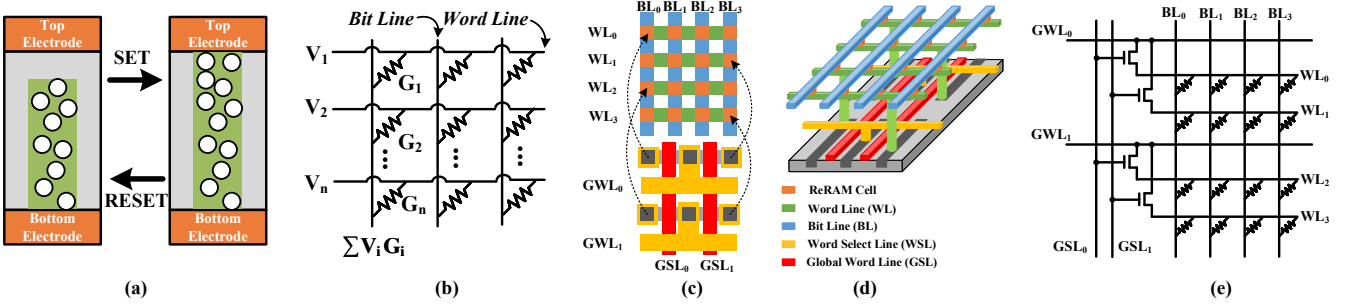 Top
Electrode
SET
RESET
Bottom
Electrode
Top
Electrode
Bottom
Electrode
(a)
Bit Line
Word Line
V1
G1
V2
G2
Vn
Gn
∑ViGi
(b)
BL0 BL1 BL2 BL3
WL0
WL1
WL2
WL3
GWL0
GWL1
GSL0 GSL1
(c)
ReRAM Cell
Word Line (WL)
Bit Line (BL)
Word Select Line (WSL)
Global Word Line (GSL)
(d)
BL0 BL1 BL2 BL3
GWL0
WL0
WL1
GWL1
WL2
WL3
GSL0 GSL1
(e)